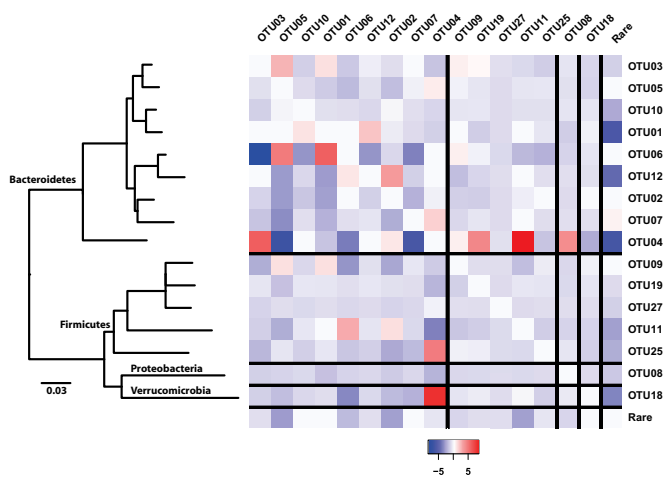 OTU03 OTU05 OTU10 OTU01 OTU06 OTU12 OTU02 OTU07 OTU04 OTU09 OTU19 OTU27 OTU11 OTU25 OTU08 OTU18 Rare
OTU03
OTU05
OTU10
OTU01
OTU06
Bacteroidetes
OTU12
OTU02
OTU07
OTU04
OTU09
OTU19
OTU27
Firmicutes
OTU11
OTU25
Proteobacteria
OTU08
0.03
Verrucomicrobia
OTU18
Rare
−5 5